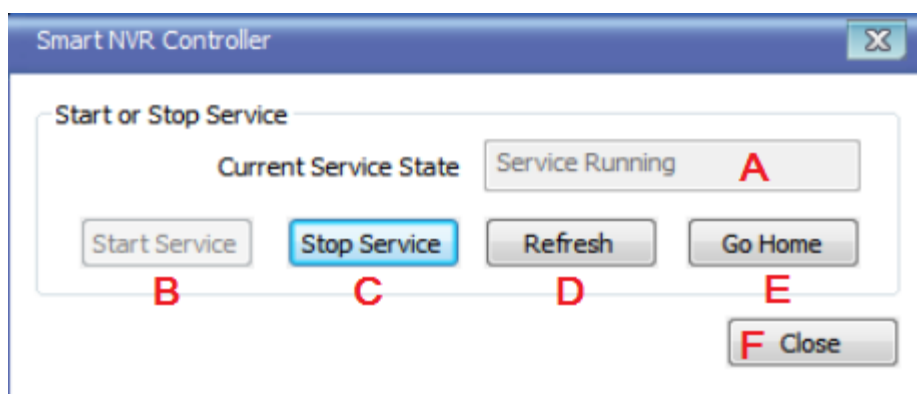 Smart NVR Controller
Start or Stop Service
Current Service State Service Running A
Start Service Stop Service Refresh Go Home
B C D E
F Close